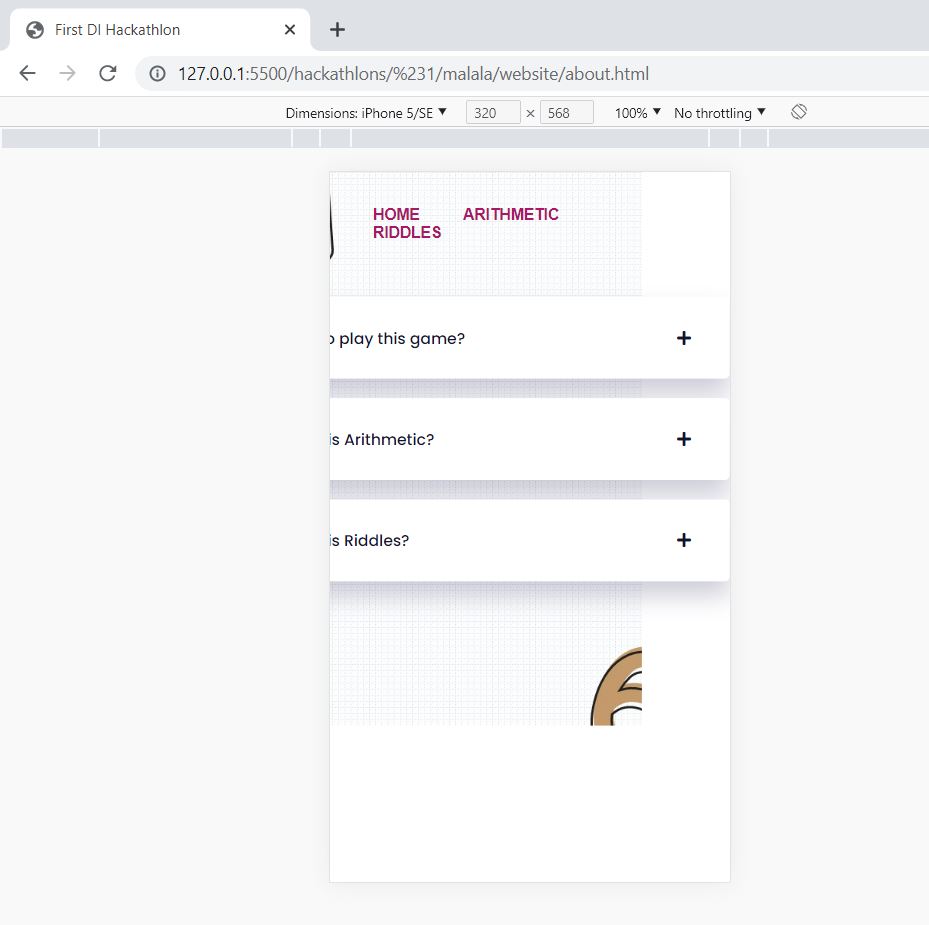 First DI Hackathlon
127.0.0.1:5500/hackathlons/%231/malala/website/about.html
Dimensions: iPhone 5/SE 320 × 568 100% No throttling
HOME ARITHMETIC
RIDDLES
o play this game?
is Arithmetic?
is Riddles?